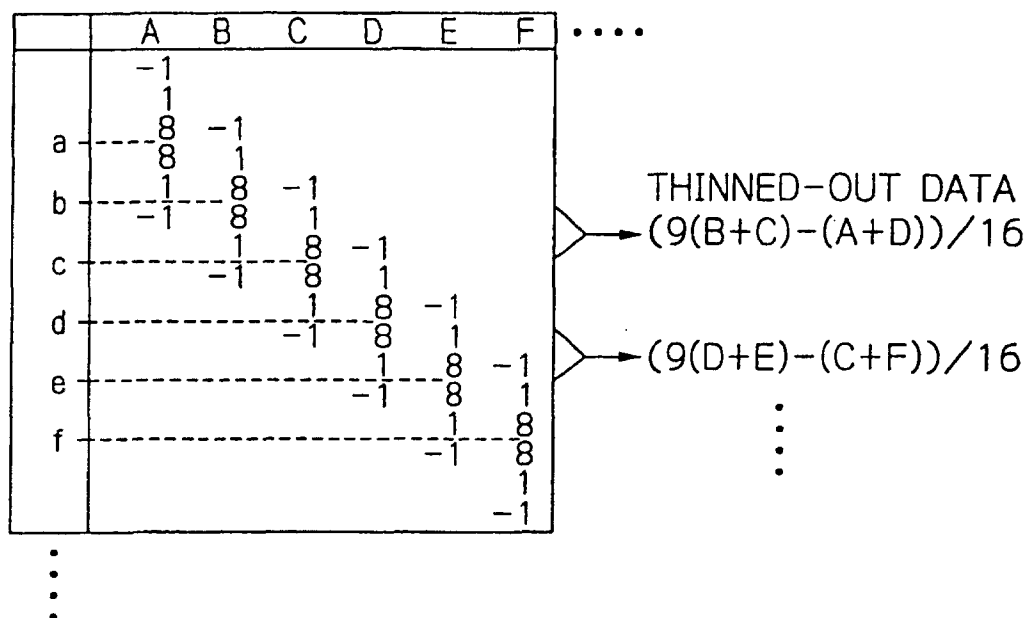 A B C D E F ....
-1
1
8 -1
a
8 1
1 8 -1
b
-1 8 1
1 8 -1
c
-1 8 1
1 8 -1
d
-1 8 1
1 8 -1
e
-1 8 1
1 8
f
-1 8
1
-1
THINNED-OUT DATA
(9(B+C)-(A+D))/16
(9(D+E)-(C+F))/16